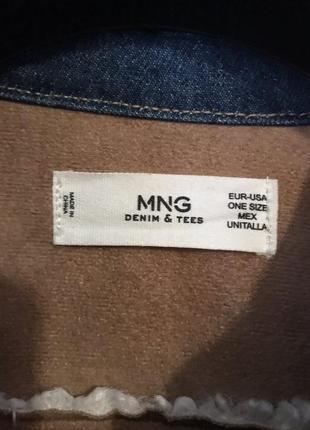 MADE IN
CHINA
MNG
DENIM & TEES
EUR-USA
ONE SIZE
MEX
UNITALLA